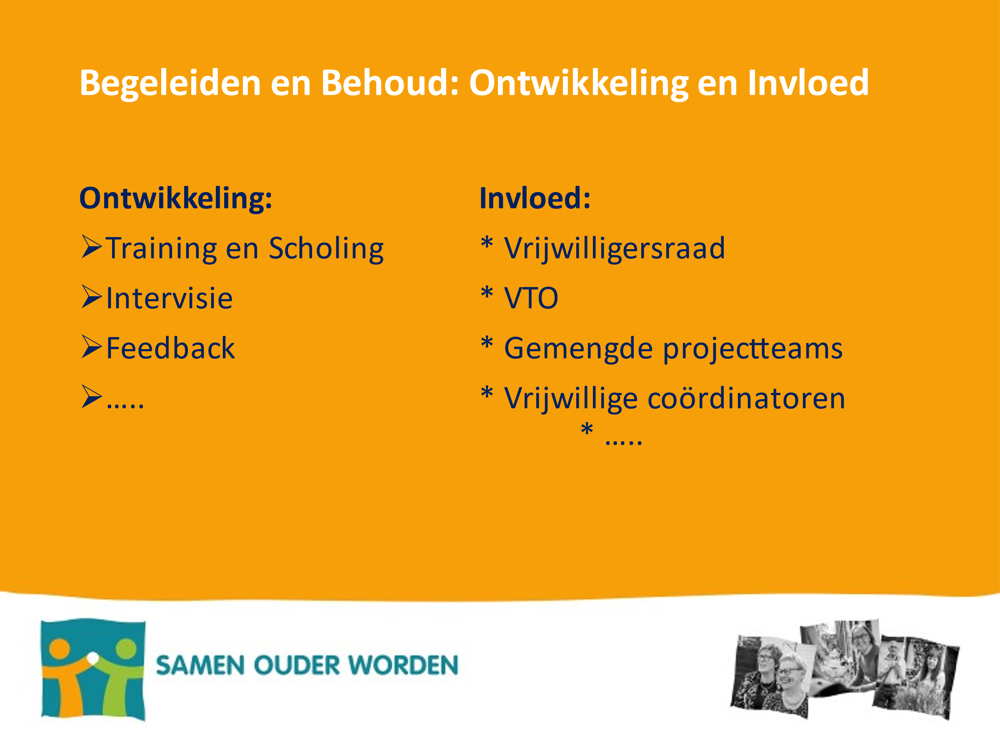 Begeleiden en Behoud: Ontwikkeling en Invloed
Ontwikkeling:
➢Training en Scholing
➢Intervisie
➢Feedback
➢.....
Invloed:
* Vrijwilligersraad
* VTO
* Gemengde projectteams
* Vrijwillige coördinatoren
* .....
SAMEN OUDER WORDEN